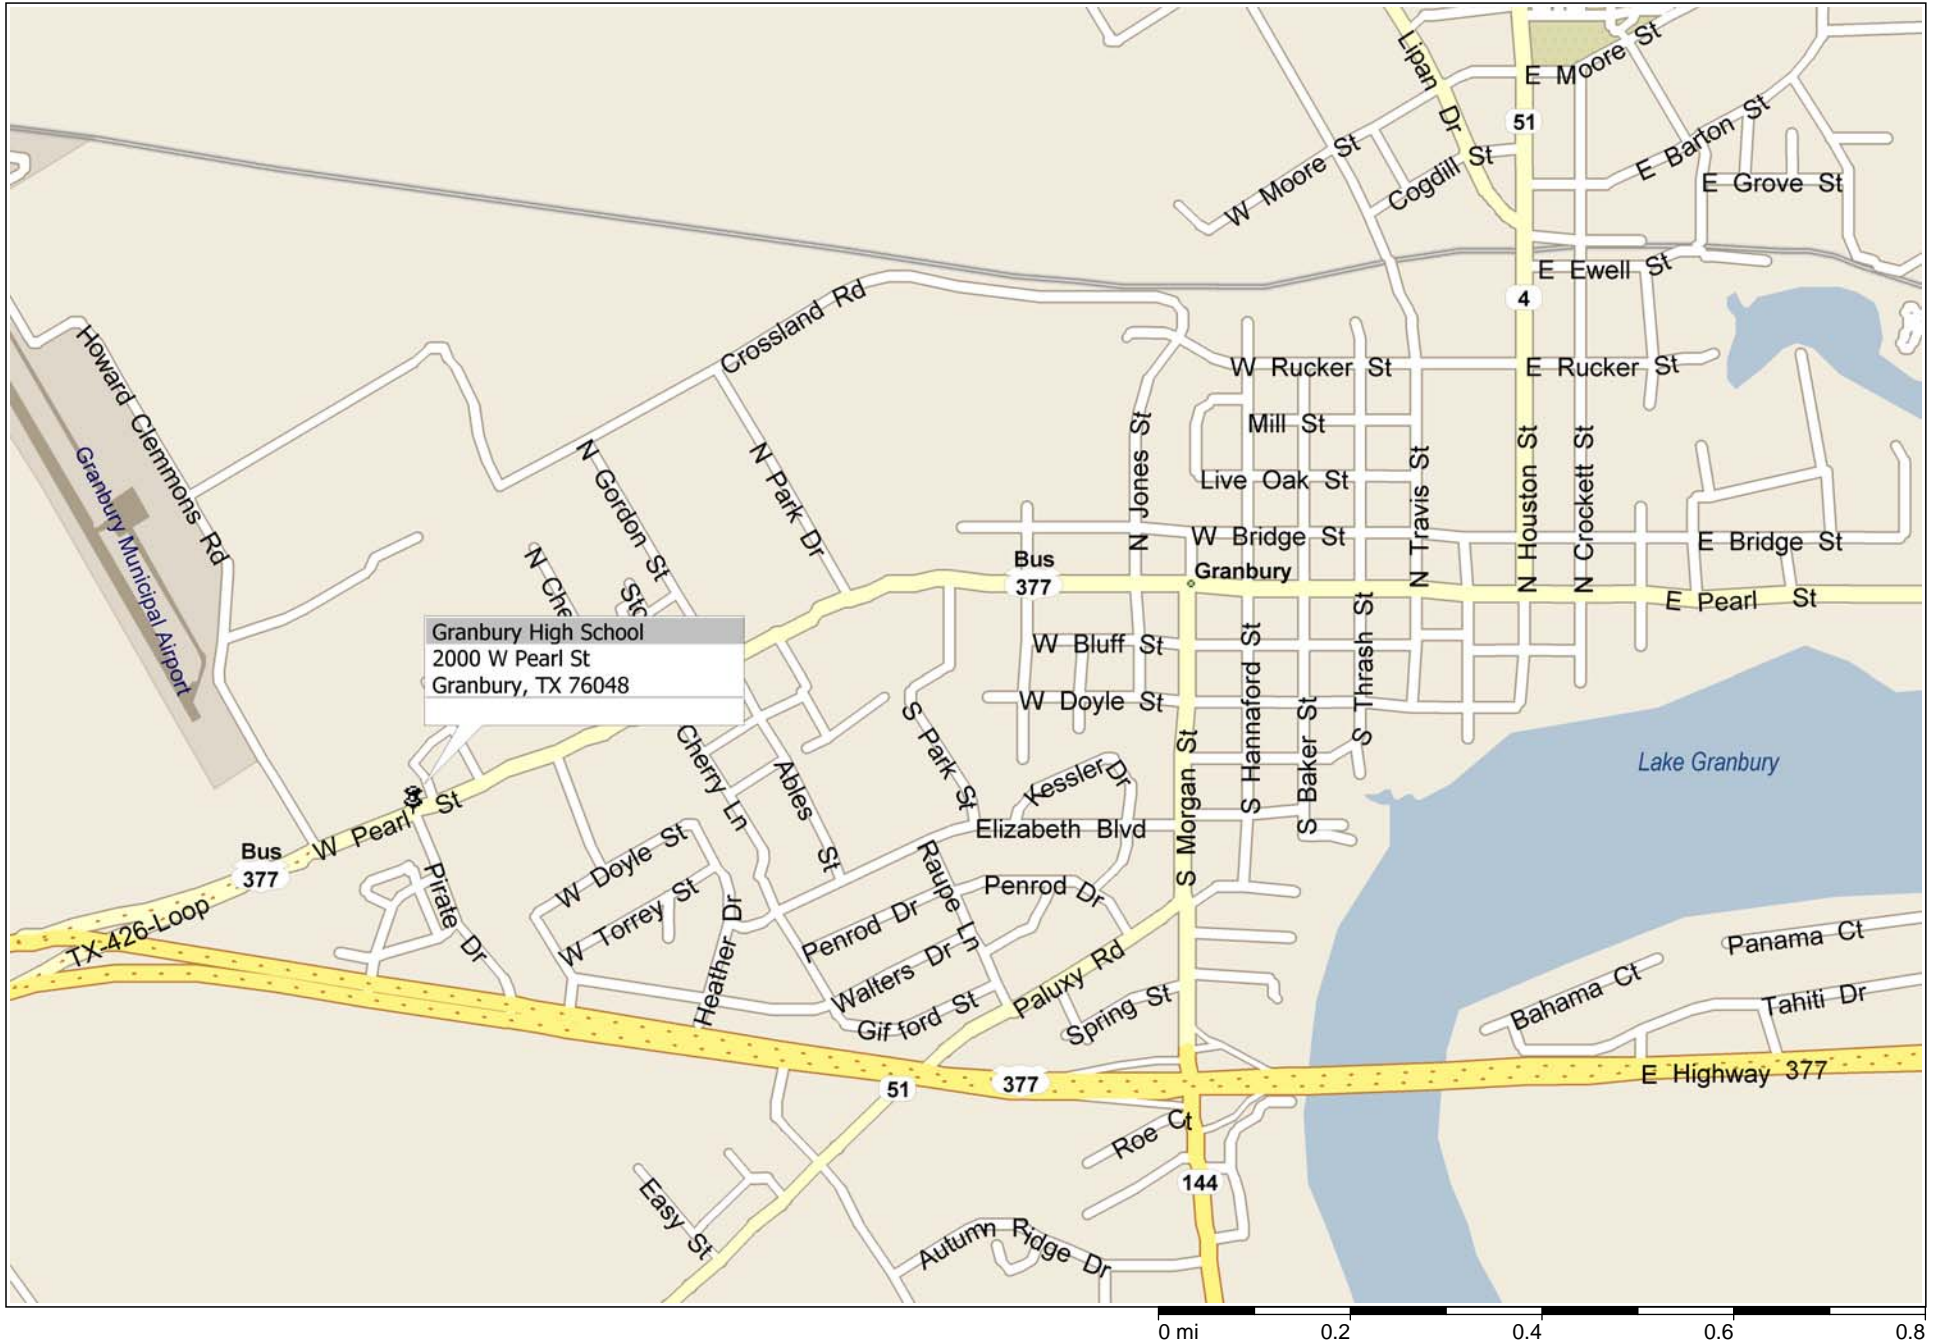 Lipan Dr
E Moore St
51
E Barton St
W Moore St
Cogdill St
E Grove St
E Ewell St
4
Crossland Rd
Howard Clemmons Rd
W Rucker St
E Rucker St
Mill St
N Jones St
N Gordon St
N Park Dr
Granbury Municipal Airport
Live Oak St
N Travis St
N Houston St
N Crockett St
W Bridge St
E Bridge St
Bus
377
Granbury
E Pearl St
N Che
Sto
Granbury High School
2000 W Pearl St
Granbury, TX 76048
W Bluff St
S Hannaford St
S Thrash St
W Doyle St
S Park St
S Baker St
Cherry Ln
S Morgan St
Lake Granbury
Ables St
Kessler Dr
W Pearl St
Elizabeth Blvd
Bus
377
Pirate Dr
W Doyle St
Raupe Ln
Penrod Dr
W Torrey St
TX-426-Loop
Heather Dr
Penrod Dr
Walters Dr
Paluxy Rd
Panama Ct
Bahama Ct
Tahiti Dr
Gifford St
Spring St
51
377
E Highway 377
Roe Ct
144
Easy St
Autumn Ridge Dr
0 mi 0.2 0.4 0.6 0.8